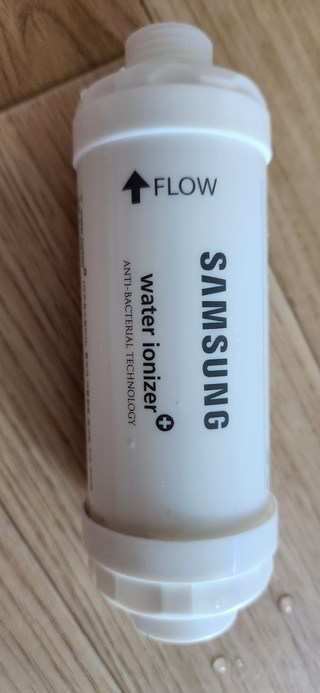 FLOW
SAMSUNG
water ionizer+
ANTI-BACTERIAL TECHNOLOGY